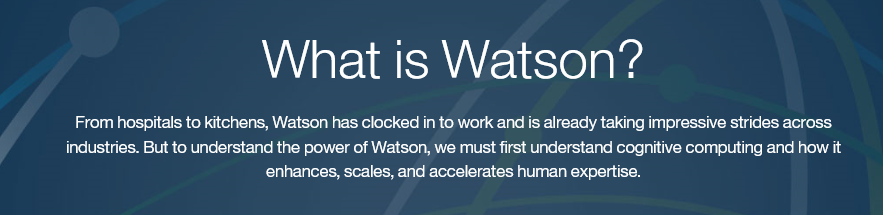 What is Watson?
From hospitals to kitchens, Watson has clocked in to work and is already taking impressive strides across
industries. But to understand the power of Watson, we must first understand cognitive computing and how it
enhances, scales, and accelerates human expertise.